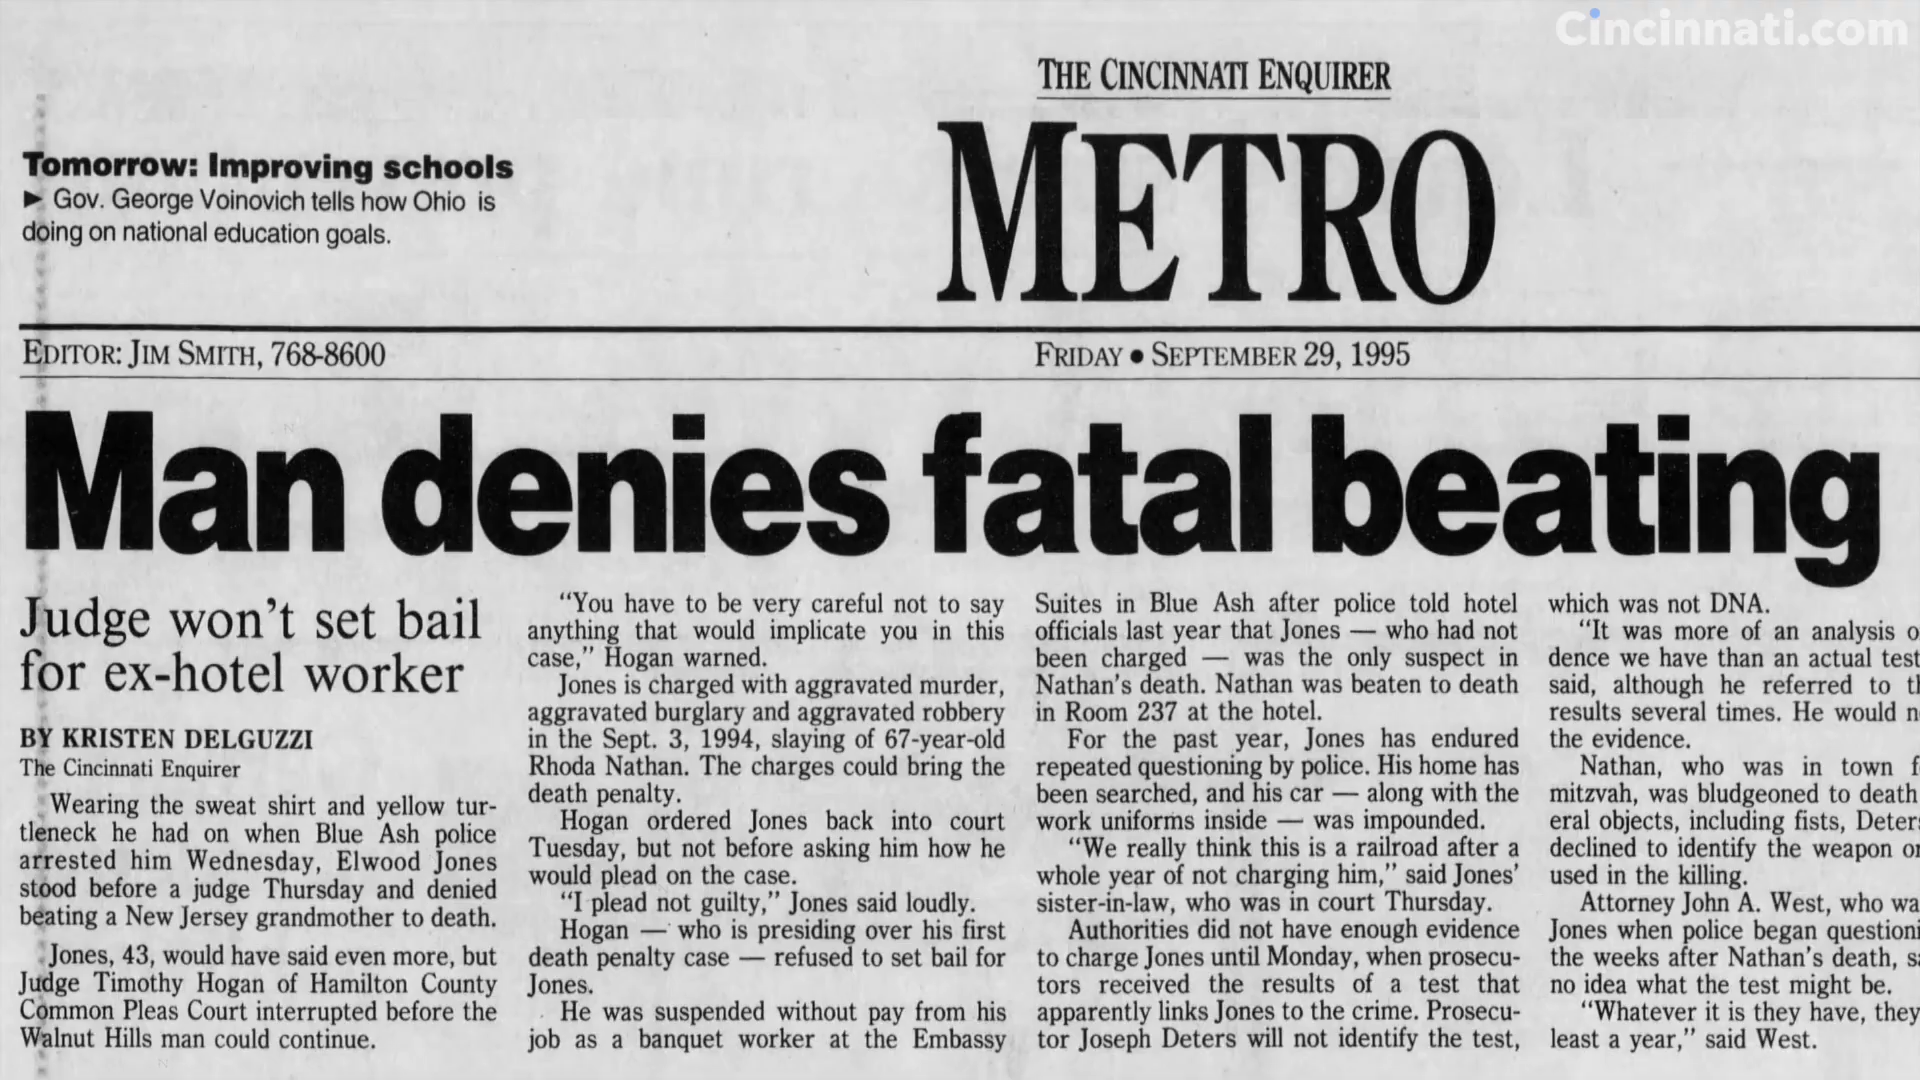 Cincinnati.com
THE CINCINNATI ENQUIRER
METRO
Tomorrow: Improving schools
► Gov. George Voinovich tells how Ohio is
doing on national education goals.
EDITOR: JIM SMITH, 768-8600
FRIDAY ● SEPTEMBER 29, 1995
Man denies fatal beating
Judge won't set bail
for ex-hotel worker
BY KRISTEN DELGUZZI
The Cincinnati Enquirer
Wearing the sweat shirt and yellow tur-
tleneck he had on when Blue Ash police
arrested him Wednesday, Elwood Jones
stood before a judge Thursday and denied
beating a New Jersey grandmother to death.
Jones, 43, would have said even more, but
Judge Timothy Hogan of Hamilton County
Common Pleas Court interrupted before the
Walnut Hills man could continue.
"You have to be very careful not to say
anything that would implicate you in this
case," Hogan warned.
Jones is charged with aggravated murder,
aggravated burglary and aggravated robbery
in the Sept. 3, 1994, slaying of 67-year-old
Rhoda Nathan. The charges could bring the
death penalty.
Hogan ordered Jones back into court
Tuesday, but not before asking him how he
would plead on the case.
"I plead not guilty," Jones said loudly.
Hogan — who is presiding over his first
death penalty case — refused to set bail for
Jones.
He was suspended without pay from his
job as a banquet worker at the Embassy
Suites in Blue Ash after police told hotel
officials last year that Jones — who had not
been charged — was the only suspect in
Nathan's death. Nathan was beaten to death
in Room 237 at the hotel.
For the past year, Jones has endured
repeated questioning by police. His home has
been searched, and his car — along with the
work uniforms inside — was impounded.
"We really think this is a railroad after a
whole year of not charging him," said Jones'
sister-in-law, who was in court Thursday.
Authorities did not have enough evidence
to charge Jones until Monday, when prosecu-
tors received the results of a test that
apparently links Jones to the crime. Prosecu-
tor Joseph Deters will not identify the test,
which was not DNA.
"It was more of an analysis o
dence we have than an actual test
said, although he referred to th
results several times. He would n
the evidence.
Nathan, who was in town f
mitzvah, was bludgeoned to death
eral objects, including fists, Deters
declined to identify the weapon or
used in the killing.
Attorney John A. West, who wa
Jones when police began questioni
the weeks after Nathan's death, sa
no idea what the test might be.
"Whatever it is they have, they
least a year," said West.